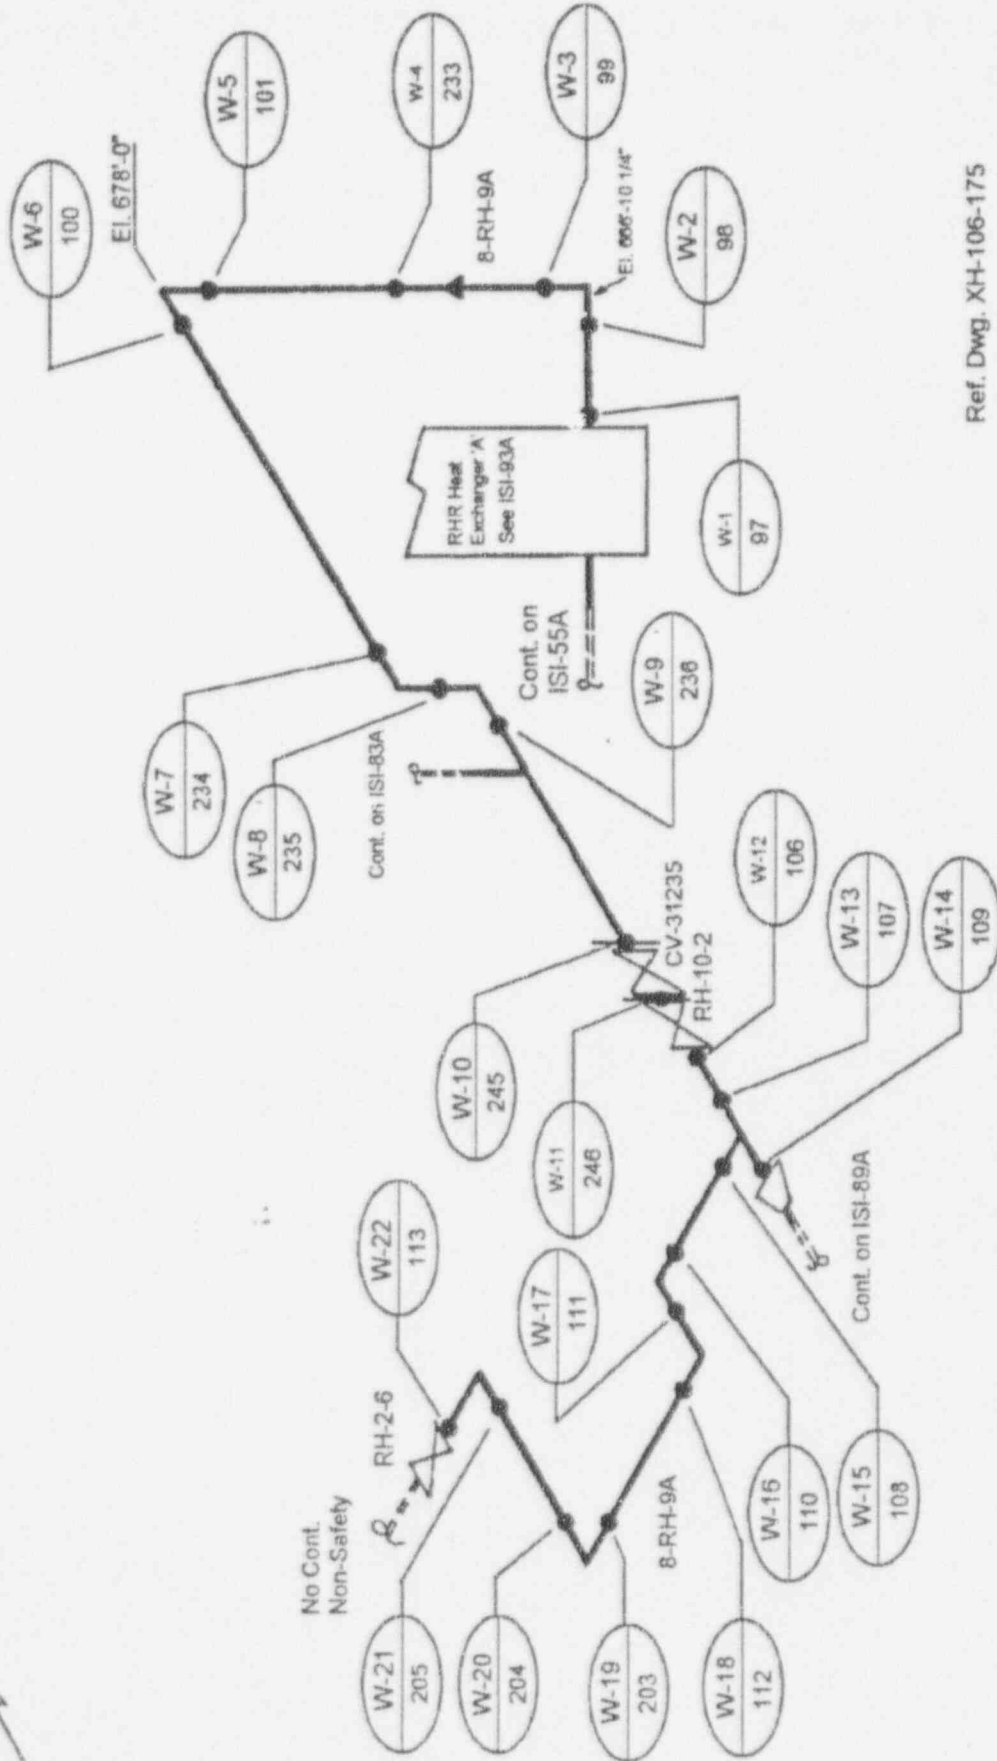 W-6
100
W-5
101
W-4
233
W-3
99
El. 678'-0"
8-RH-9A
W-2
98
RHR Heat
Exchanger 'A'
See ISI-93A
W-1
97
Cont. on
ISI-55A
W-9
236
W-7
234
W-8
235
Cont. on ISI-83A
CV-31235
RH-10-2
W-12
106
W-13
107
W-14
109
W-10
245
W-11
246
W-22
113
W-17
111
Cont. on ISI-89A
RH-2-6
No Cont.
Non-Safety
W-21
205
W-20
204
W-19
203
8-RH-9A
W-18
112
W-16
110
W-15
108
Ref. Dwg. XH-106-175